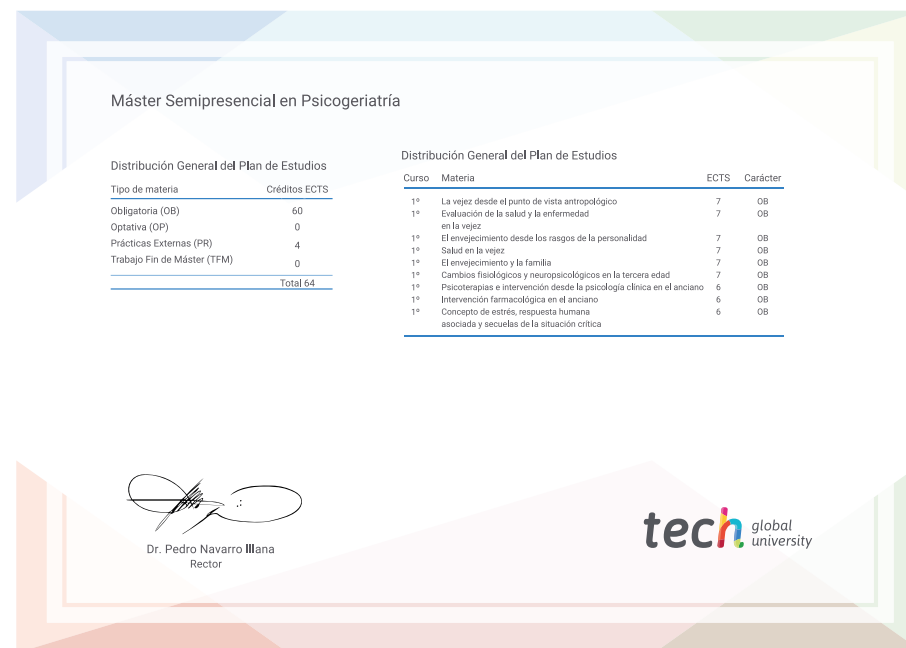 Máster Semipresencial en Psicogeriatría
Distribución General del Plan de Estudios
Tipo de materia Créditos ECTS
Obligatoria (OB) 60
Optativa (OP) 0
Prácticas Externas (PR) 4
Trabajo Fin de Máster (TFM) 0
Total 64
Distribución General del Plan de Estudios
Curso Materia ECTS Carácter
1º La vejez desde el punto de vista antropológico 7 OB
1º Evaluación de la salud y la enfermedad 7 OB
en la vejez
1º El envejecimiento desde los rasgos de la personalidad 7 OB
1º Salud en la vejez 7 OB
1º El envejecimiento y la familia 7 OB
1º Cambios fisiológicos y neuropsicológicos en la tercera edad 7 OB
1º Psicoterapias e intervención desde la psicología clínica en el anciano 6 OB
1º Intervención farmacológica en el anciano 6 OB
1º Concepto de estrés, respuesta humana 6 OB
asociada y secuelas de la situación crítica
Dr. Pedro Navarro Illana
Rector
tech global
university